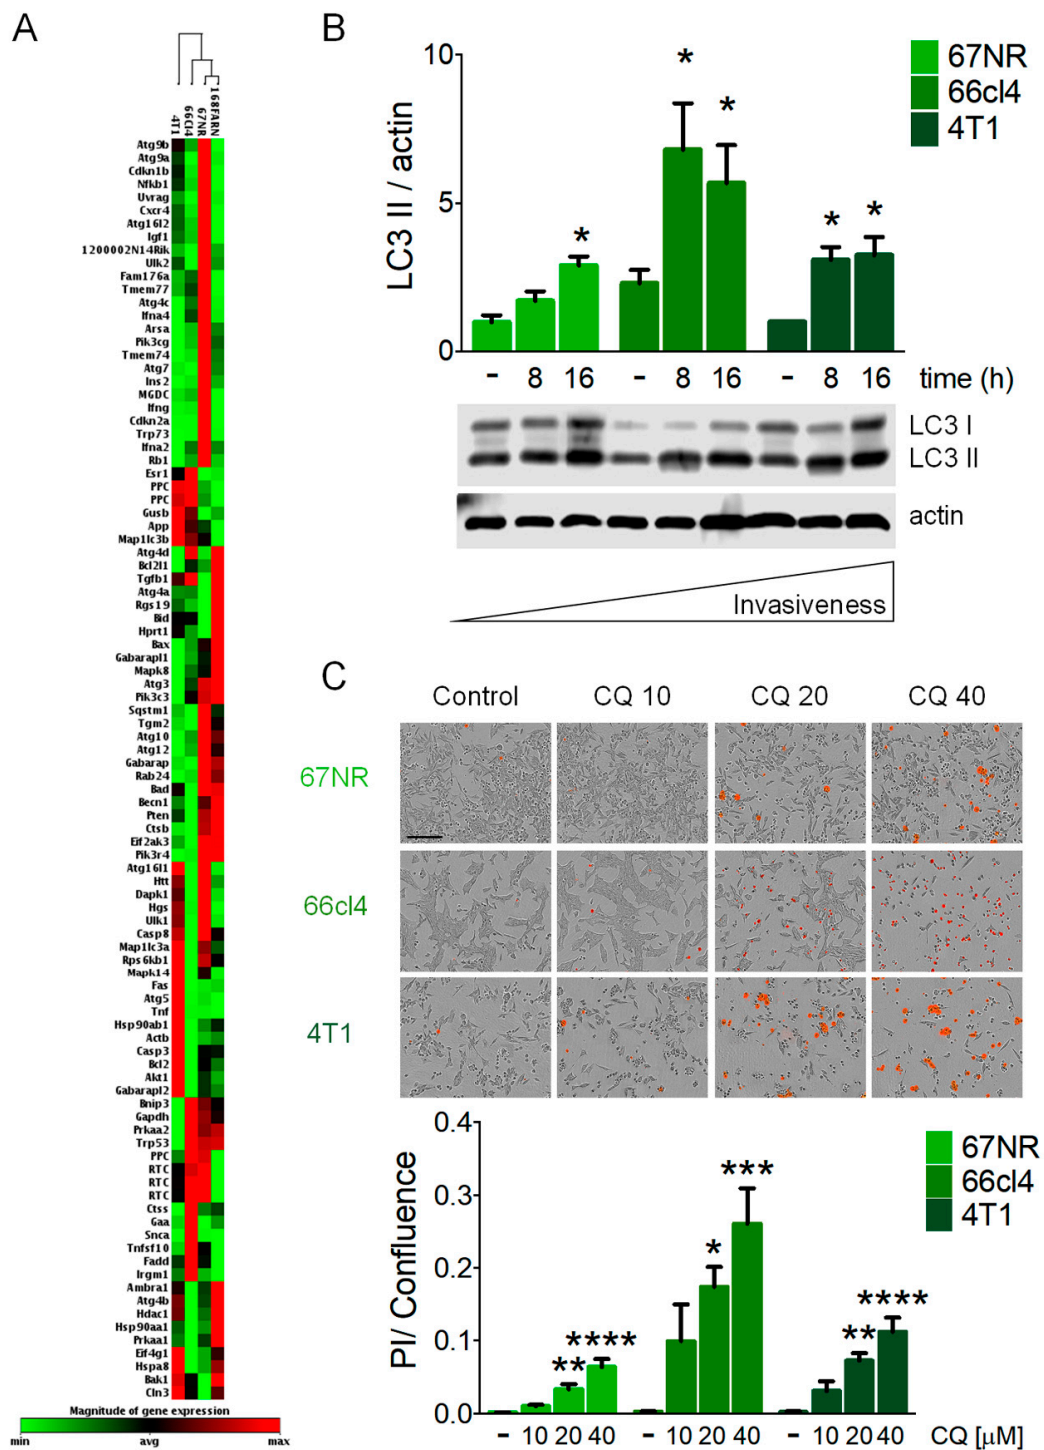 A
4T1
66Cl4
67NR
168FARN
Atg9b
Atg9a
Cdkn1b
Nfkb1
Uvrag
Cxcr4
Atg16l2
Igf1
1200002N14Rik
Ulk2
Fam176a
Tmem77
Atg4c
Ifna4
Arsa
Pik3cg
Tmem74
Atg7
Ins2
MGDC
Ifng
Cdkn2a
Trp73
Ifna2
Rb1
Esr1
PPC
PPC
Gusb
App
Map1lc3b
Atg4d
Bcl2l1
Tgfb1
Atg4a
Rgs19
Bid
Hprt1
Bax
Gabarapl1
Mapk8
Atg3
Pik3c3
Sqstm1
Tgm2
Atg10
Atg12
Gabarap
Rab24
Bad
Becn1
Pten
Ctsb
Eif2ak3
Pik3r4
Atg16l1
Htt
Dapk1
Hgs
Ulk1
Casp8
Map1lc3a
Rps6kb1
Mapk14
Fas
Atg5
Tnf
Hsp90ab1
Actb
Casp3
Bcl2
Akt1
Gabarapl2
Bnip3
Gapdh
Prkaa2
Trp53
PPC
RTC
RTC
RTC
Ctss
Gaa
Snca
Tnfsf10
Fadd
Irgm1
Ambra1
Atg4b
Hdac1
Hsp90aa1
Prkaa1
Eif4g1
Hspa8
Bak1
Cln3
Magnitude of gene expression
min avg max
B
LC3 II / actin
10
5
0
* * * * *
67NR
66cl4
4T1
- 8 16 - 8 16 - 8 16 time (h)
LC3 I
LC3 II
actin
Invasiveness
C
Control CQ 10 CQ 20 CQ 40
67NR
66cl4
4T1
PI/ Confluence
0.4
0.3
0.2
0.1
0.0
** **** * *** ** ****
67NR
66cl4
4T1
- 10 20 40 - 10 20 40 - 10 20 40 CQ [µM]